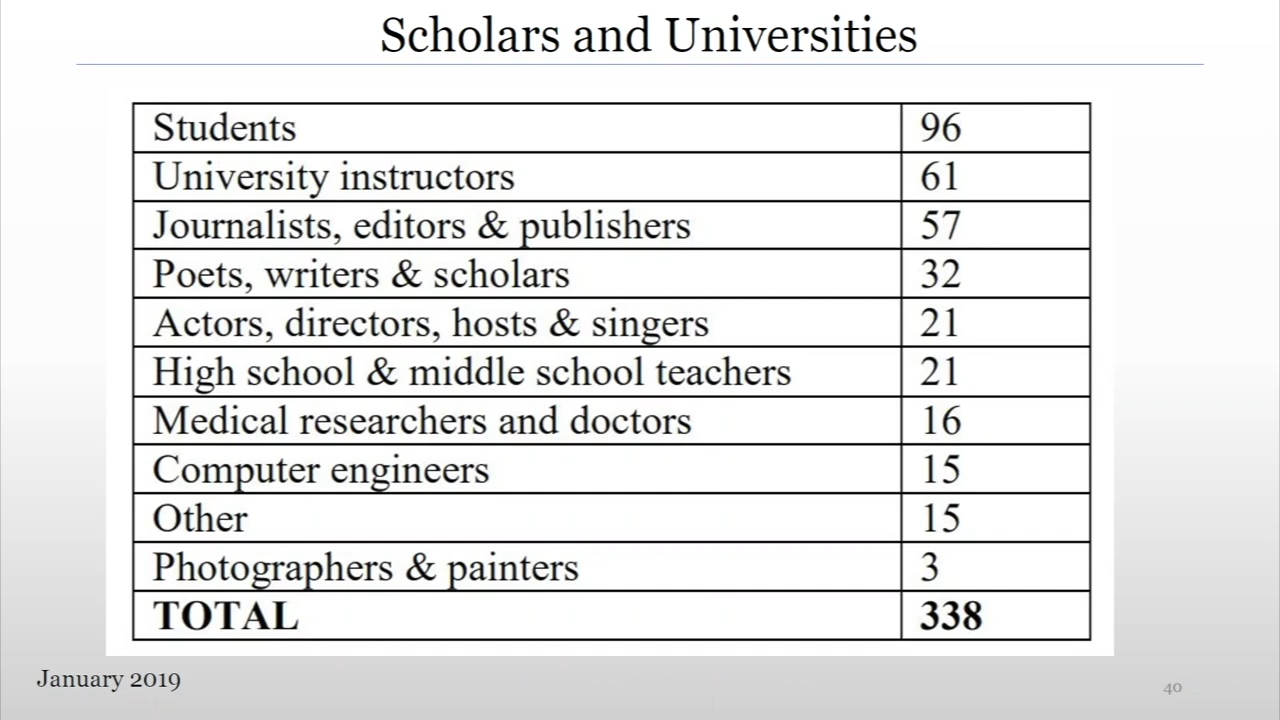 Scholars and Universities
Students 96
University instructors 61
Journalists, editors & publishers 57
Poets, writers & scholars 32
Actors, directors, hosts & singers 21
High school & middle school teachers 21
Medical researchers and doctors 16
Computer engineers 15
Other 15
Photographers & painters 3
TOTAL 338
January 2019
40